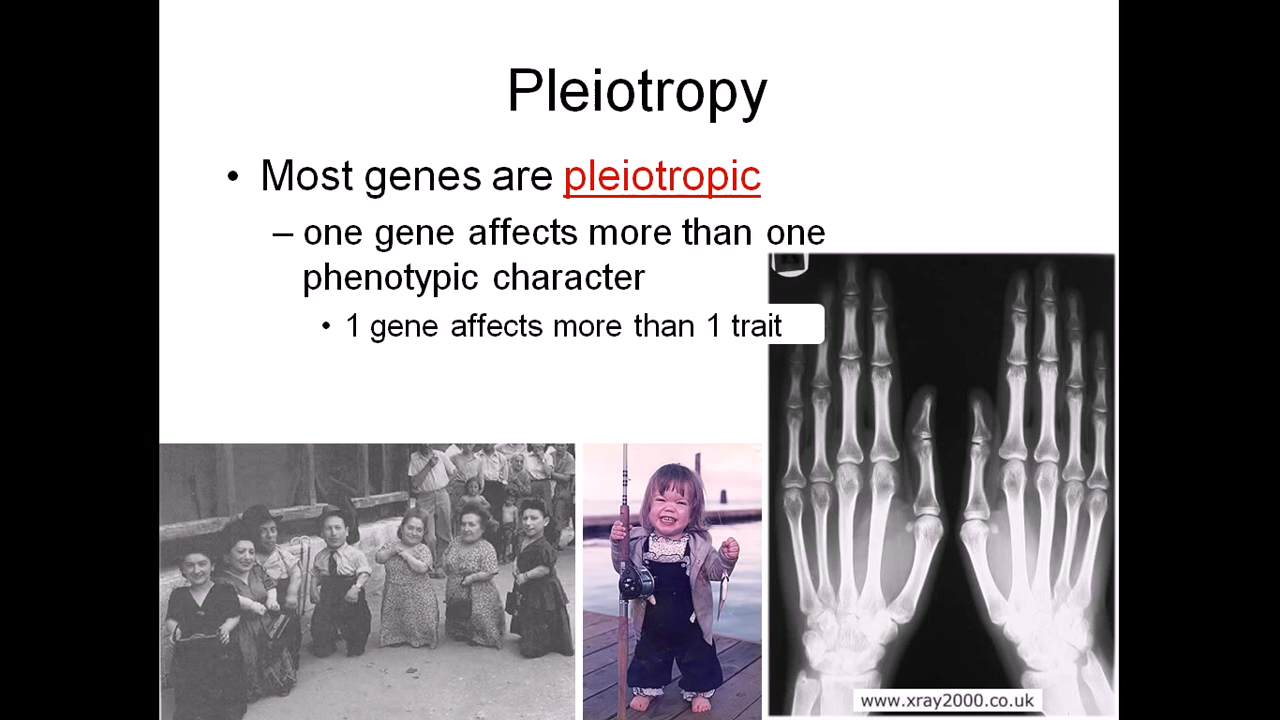 Pleiotropy
• Most genes are pleiotropic
– one gene affects more than one
phenotypic character
• 1 gene affects more than 1 trait
www.xray2000.co.uk